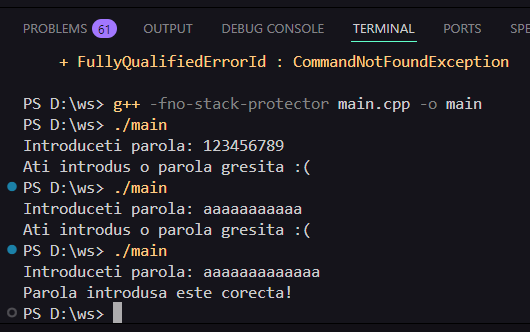 PROBLEMS 61 OUTPUT DEBUG CONSOLE TERMINAL PORTS SPE
+ FullyQualifiedErrorId : CommandNotFoundException
PS D:\ws> g++ -fno-stack-protector main.cpp -o main
PS D:\ws> ./main
Introduceti parola: 123456789
Ati introdus o parola gresita :(
PS D:\ws> ./main
Introduceti parola: aaaaaaaaaaa
Ati introdus o parola gresita :(
PS D:\ws> ./main
Introduceti parola: aaaaaaaaaaaaa
Parola introdusa este corecta!
PS D:\ws>